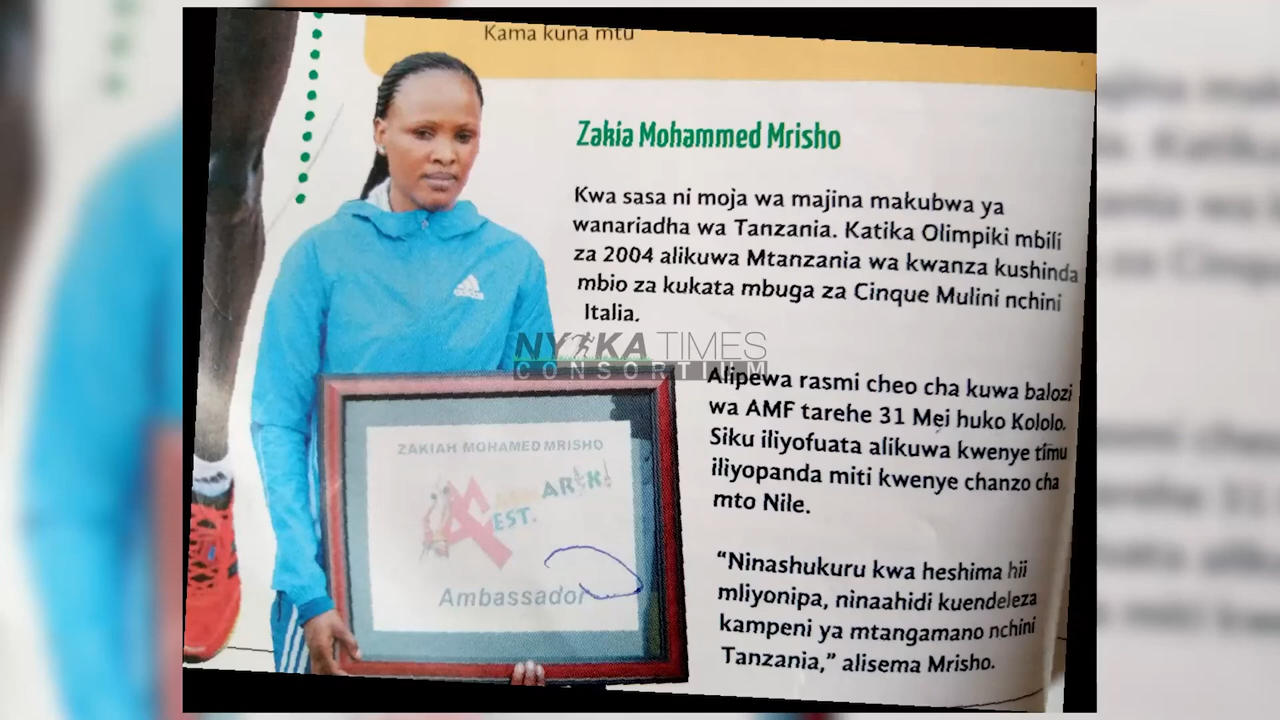 Kama kuna mtu
Zakia Mohammed Mrisho
Kwa sasa ni moja wa majina makubwa ya
wanariadha wa Tanzania. Katika Olimpiki mbili
za 2004 alikuwa Mtanzania wa kwanza kushinda
mbio za kukata mbuga za Cinque Mulini nchini
Italia.
NYIKA TIMES
CONSORTIUM
Alipewa rasmi cheo cha kuwa balozi
wa AMF tarehe 31 Mei huko Kololo.
Siku iliyofuata alikuwa kwenye timu
iliyopanda miti kwenye chanzo cha
mto Nile.
"Ninashukuru kwa heshima hii
mliyonipa, ninaahidi kuendeleza
kampeni ya mtangamano nchini
Tanzania," alisema Mrisho.
adidas
ZAKIAH MOHAMED MRISHO
EST.
Ambassador